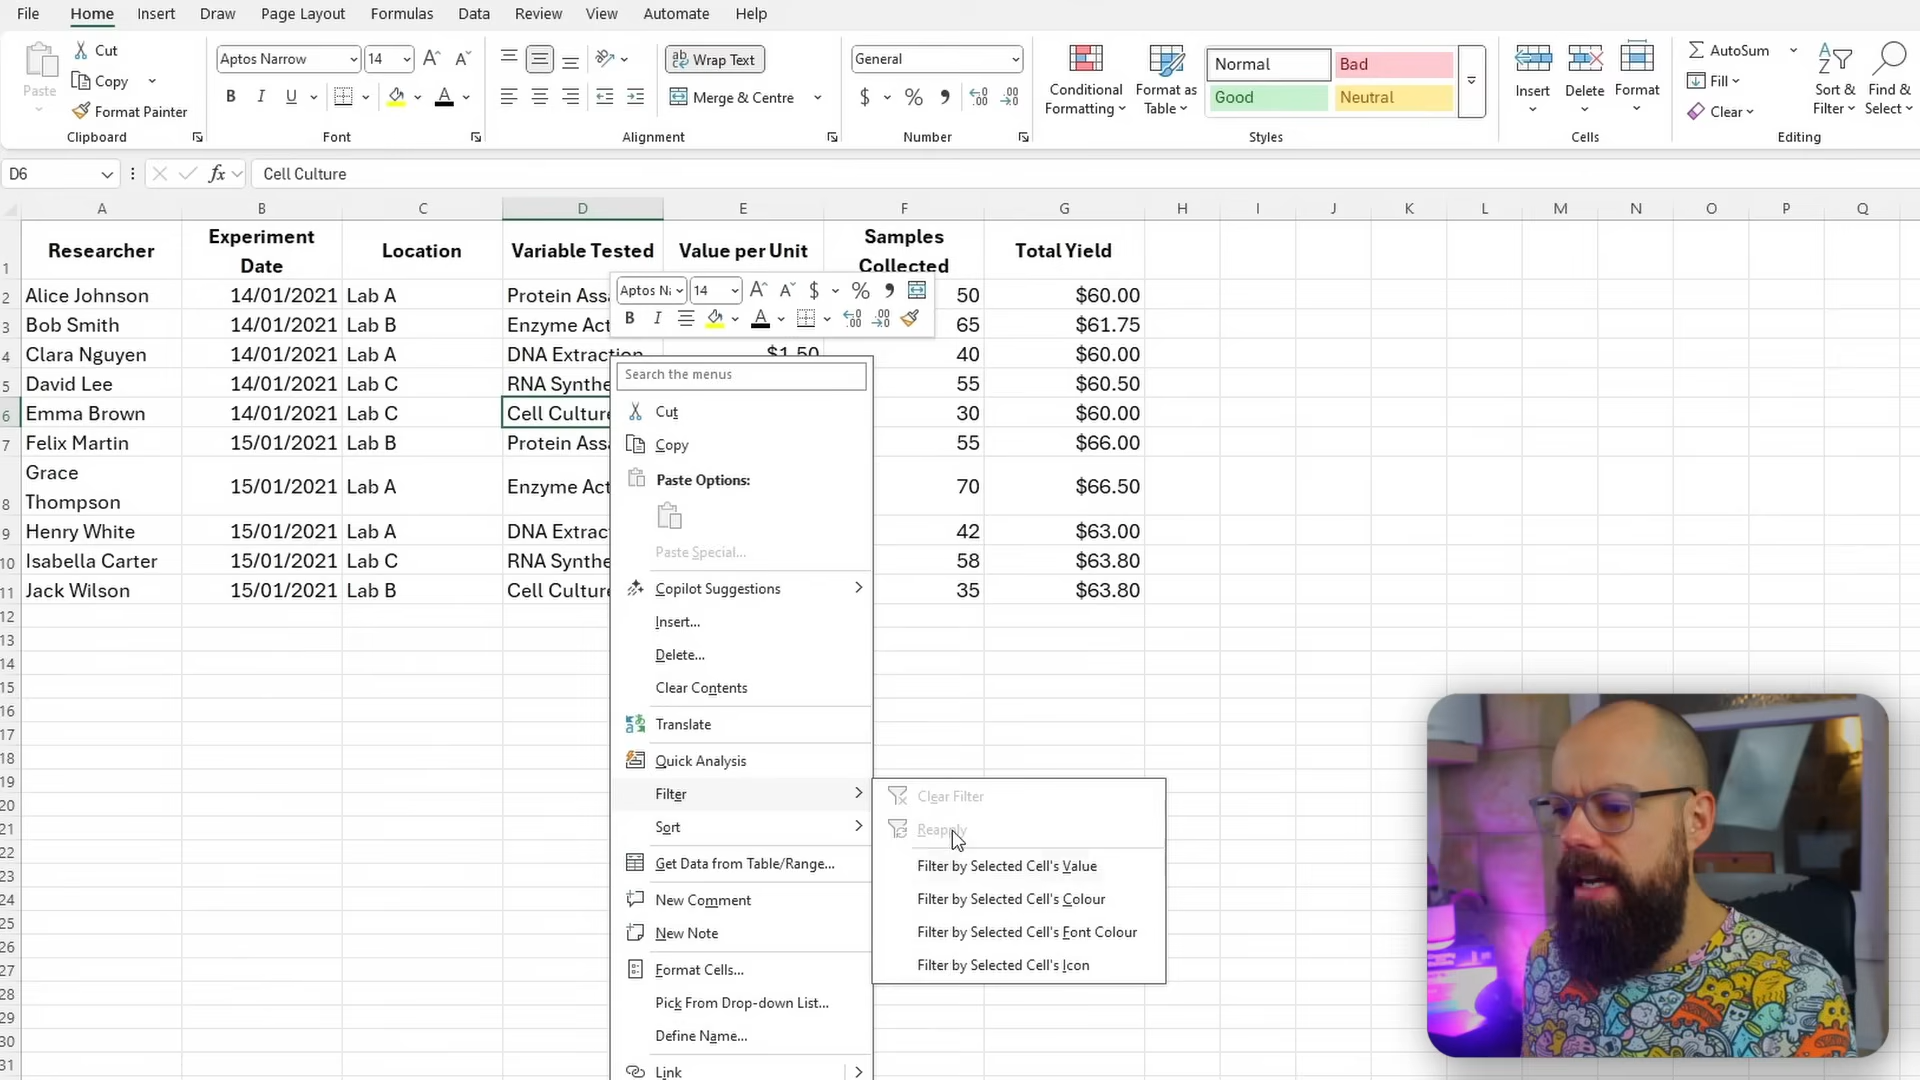 File Home Insert Draw Page Layout Formulas Data Review View Automate Help
Paste
Cut
Copy
Format Painter
Clipboard
Aptos Narrow 14
B I U
Font
Wrap Text
Merge & Centre
Alignment
General
$ % ,
Number
Conditional Formatting
Format as Table
Normal Bad
Good Neutral
Styles
Insert Delete Format
Cells
AutoSum
Fill
Clear
Sort & Filter
Find & Select
Editing
D6 fx Cell Culture
A B C D E F G H I J K L M N O P Q
1 Researcher Experiment Date Location Variable Tested Value per Unit Samples Collected Total Yield
2 Alice Johnson 14/01/2021 Lab A Protein Ass 50 $60.00
3 Bob Smith 14/01/2021 Lab B Enzyme Act 65 $61.75
4 Clara Nguyen 14/01/2021 Lab A DNA Extraction $1.50 40 $60.00
5 David Lee 14/01/2021 Lab C RNA Synthe 55 $60.50
6 Emma Brown 14/01/2021 Lab C Cell Culture 30 $60.00
7 Felix Martin 15/01/2021 Lab B Protein Ass 55 $66.00
8 Grace Thompson 15/01/2021 Lab A Enzyme Act 70 $66.50
9 Henry White 15/01/2021 Lab A DNA Extrac 42 $63.00
10 Isabella Carter 15/01/2021 Lab C RNA Synthe 58 $63.80
11 Jack Wilson 15/01/2021 Lab B Cell Culture 35 $63.80
12
13
14
15
16
17
18
19
20
21
22
23
24
25
26
27
28
29
30
31
Aptos Na 14 $ % ,
B I
Search the menus
Cut
Copy
Paste Options:
Paste Special...
Copilot Suggestions
Insert...
Delete...
Clear Contents
Translate
Quick Analysis
Filter
Sort
Get Data from Table/Range...
New Comment
New Note
Format Cells...
Pick From Drop-down List...
Define Name...
Link
Clear Filter
Reapply
Filter by Selected Cell's Value
Filter by Selected Cell's Colour
Filter by Selected Cell's Font Colour
Filter by Selected Cell's Icon